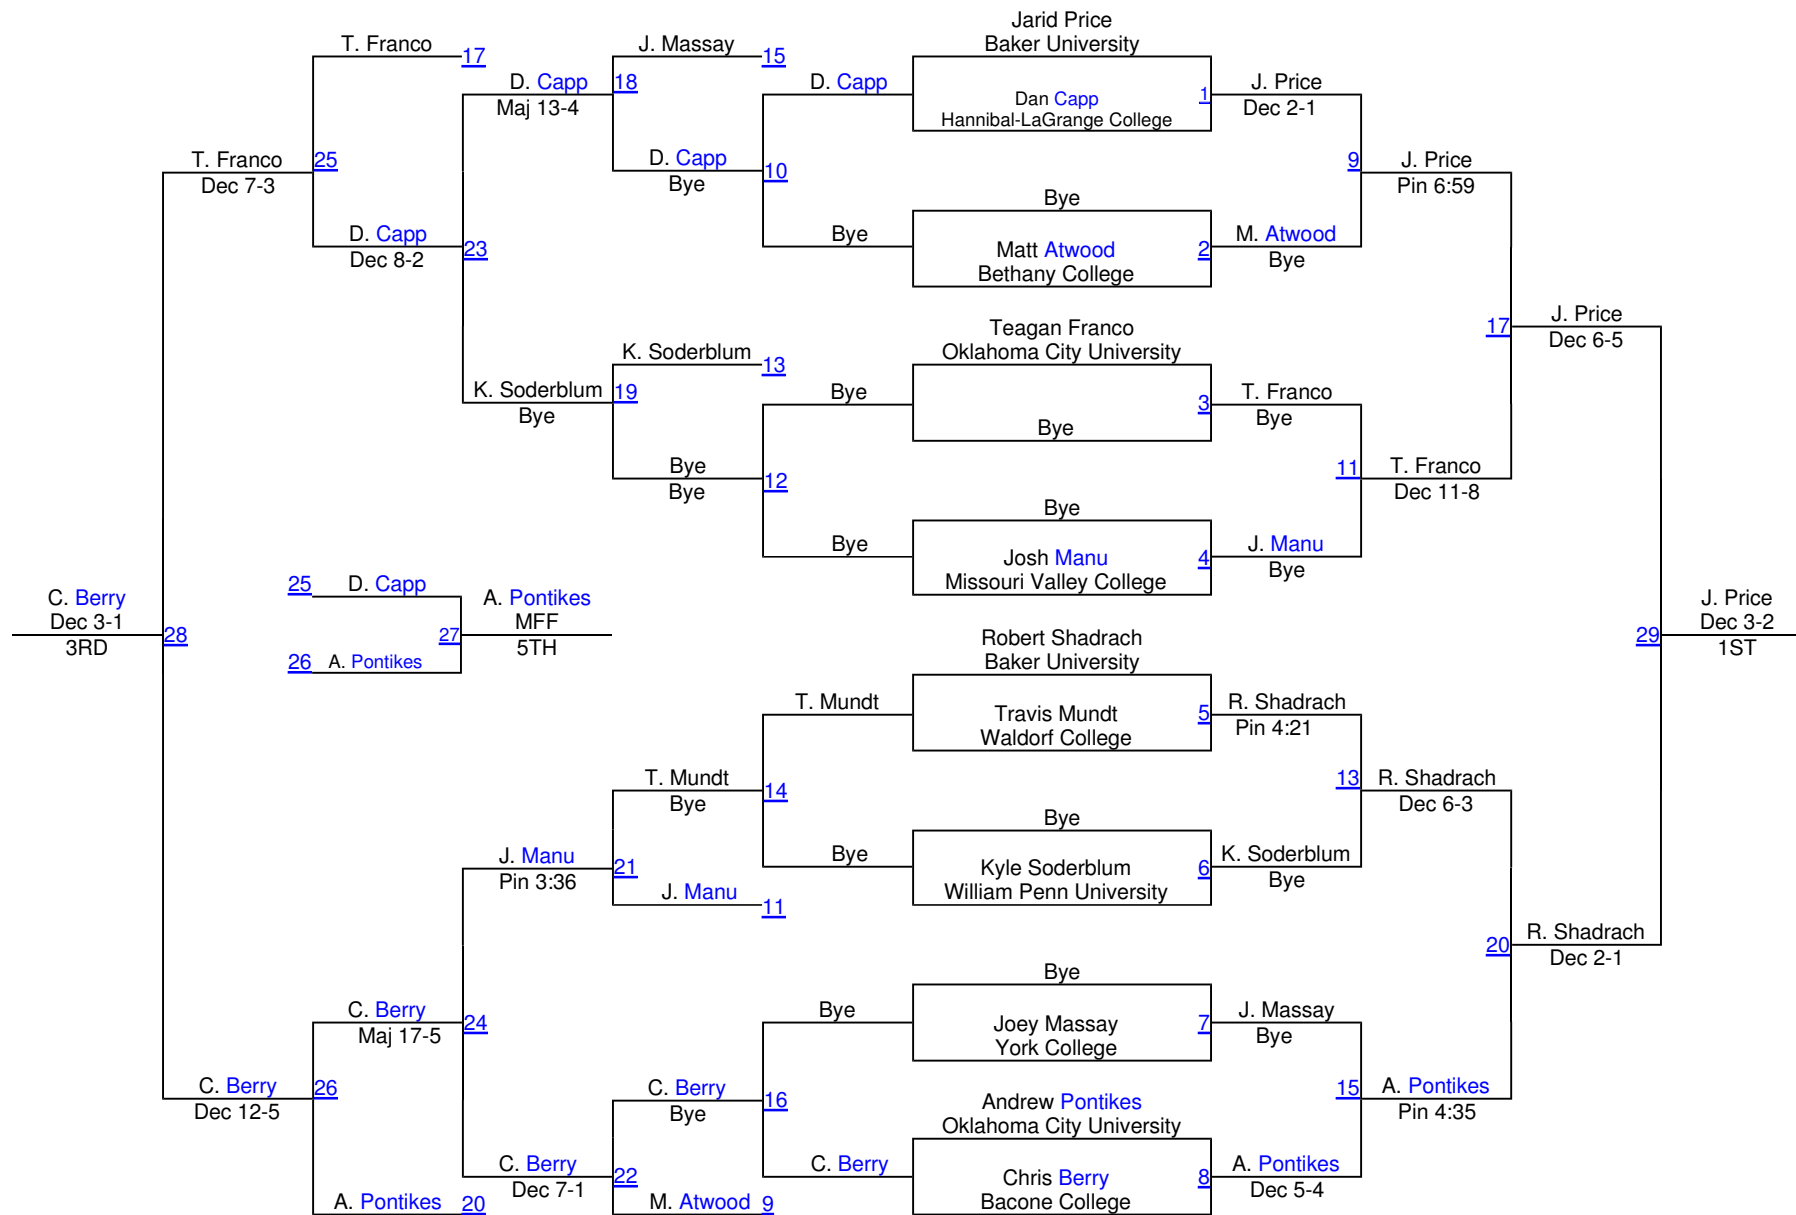 Jarid Price
T. Franco
J. Massay
Baker University
17
15
D. Capp
18
D. Capp
Dan Capp
1
J. Price
Maj 13-4
Hannibal-LaGrange College
Dec 2-1
T. Franco
25
D. Capp
10
9
J. Price
Dec 7-3
Bye
Pin 6:59
Bye
D. Capp
23
Bye
Matt Atwood
2
M. Atwood
Dec 8-2
Bethany College
Bye
Teagan Franco
17
J. Price
K. Soderblum
13
Oklahoma City University
Dec 6-5
K. Soderblum
19
Bye
3
T. Franco
Bye
Bye
Bye
Bye
12
11
T. Franco
Bye
Dec 11-8
Bye
Bye
Josh Manu
4
J. Manu
Missouri Valley College
Bye
25
D. Capp
C. Berry
A. Pontikes
J. Price
Dec 3-1
28
27
MFF
29
Dec 3-2
3RD
5TH
1ST
26
A. Pontikes
Robert Shadrach
Baker University
T. Mundt
Travis Mundt
5
R. Shadrach
Waldorf College
Pin 4:21
T. Mundt
14
13
R. Shadrach
Bye
Dec 6-3
Bye
J. Manu
21
Bye
Kyle Soderblum
6
K. Soderblum
Pin 3:36
William Penn University
Bye
J. Manu
11
20
R. Shadrach
Dec 2-1
Bye
C. Berry
24
Bye
Joey Massay
7
J. Massay
Maj 17-5
York College
Bye
C. Berry
26
C. Berry
16
Andrew Pontikes
15
A. Pontikes
Dec 12-5
Bye
Oklahoma City University
Pin 4:35
C. Berry
22
C. Berry
Chris Berry
8
A. Pontikes
Dec 7-1
Bacone College
Dec 5-4
A. Pontikes
20
M. Atwood
9